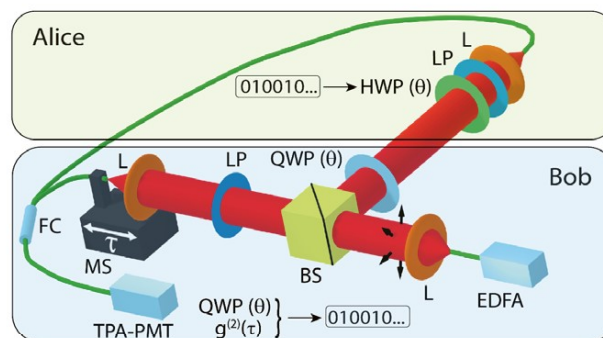 Alice
L
LP
010010...
HWP (θ)
QWP (θ)
Bob
L
LP
FC
τ
MS
BS
L
EDFA
TPA-PMT
QWP (θ)
g⁽²⁾(τ)
010010...